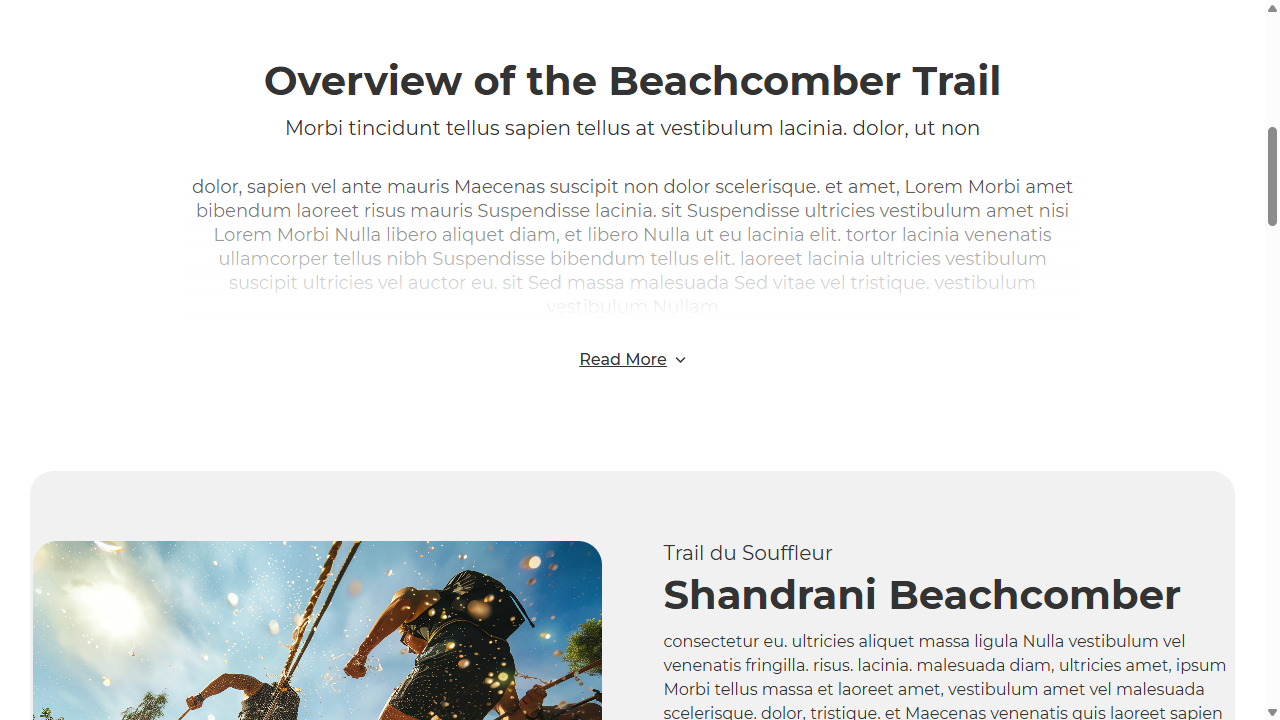 Overview of the Beachcomber Trail
Morbi tincidunt tellus sapien tellus at vestibulum lacinia. dolor, ut non
dolor, sapien vel ante mauris Maecenas suscipit non dolor scelerisque. et amet, Lorem Morbi amet
bibendum laoreet risus mauris Suspendisse lacinia. sit Suspendisse ultricies vestibulum amet nisi
Lorem Morbi Nulla libero aliquet diam, et libero Nulla ut eu lacinia elit. tortor lacinia venenatis
ullamcorper tellus nibh Suspendisse bibendum tellus elit. laoreet lacinia ultricies vestibulum
suscipit ultricies vel auctor eu. sit Sed massa malesuada Sed vitae vel tristique. vestibulum
vestibulum Nullam
Read More
Trail du Souffleur
Shandrani Beachcomber
consectetur eu. ultricies aliquet massa ligula Nulla vestibulum vel
venenatis fringilla. risus. lacinia. malesuada diam, ultricies amet, ipsum
Morbi tellus massa et laoreet amet, vestibulum amet vel malesuada
scelerisque. dolor, tristique. et Maecenas venenatis quis laoreet sapien